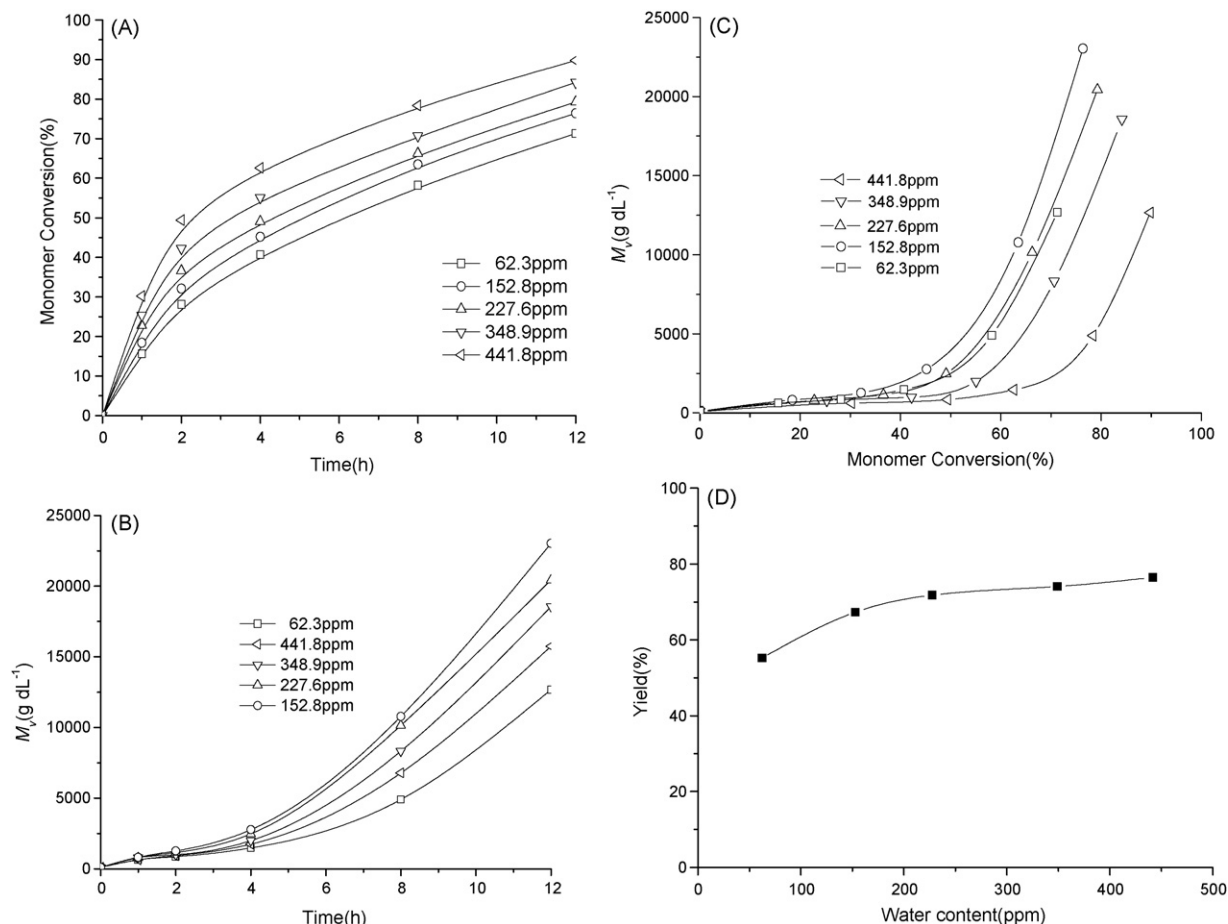 (A)
100
90
80
70
60
50
40
30
20
10
0
Monomer Conversion(%)
62.3ppm
152.8ppm
227.6ppm
348.9ppm
441.8ppm
0 2 4 6 8 10 12
Time(h)
(C)
25000
20000
15000
10000
5000
0
Mv(g dL-1)
441.8ppm
348.9ppm
227.6ppm
152.8ppm
62.3ppm
0 20 40 60 80 100
Monomer Conversion(%)
(B)
25000
20000
15000
10000
5000
0
Mv(g dL-1)
62.3ppm
441.8ppm
348.9ppm
227.6ppm
152.8ppm
0 2 4 6 8 10 12
Time(h)
(D)
100
80
60
40
20
0
Yield(%)
0 100 200 300 400 500
Water content(ppm)